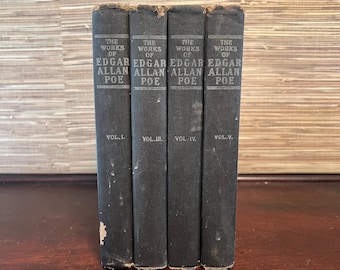 THE
WORKS
OF
EDGAR
ALLAN
POE
VOL. I.
THE
WORKS
OF
EDGAR
ALLAN
POE
VOL. III.
THE
WORKS
OF
EDGAR
ALLAN
POE
VOL. IV.
THE
WORKS
OF
EDGAR
ALLAN
POE
VOL. V.